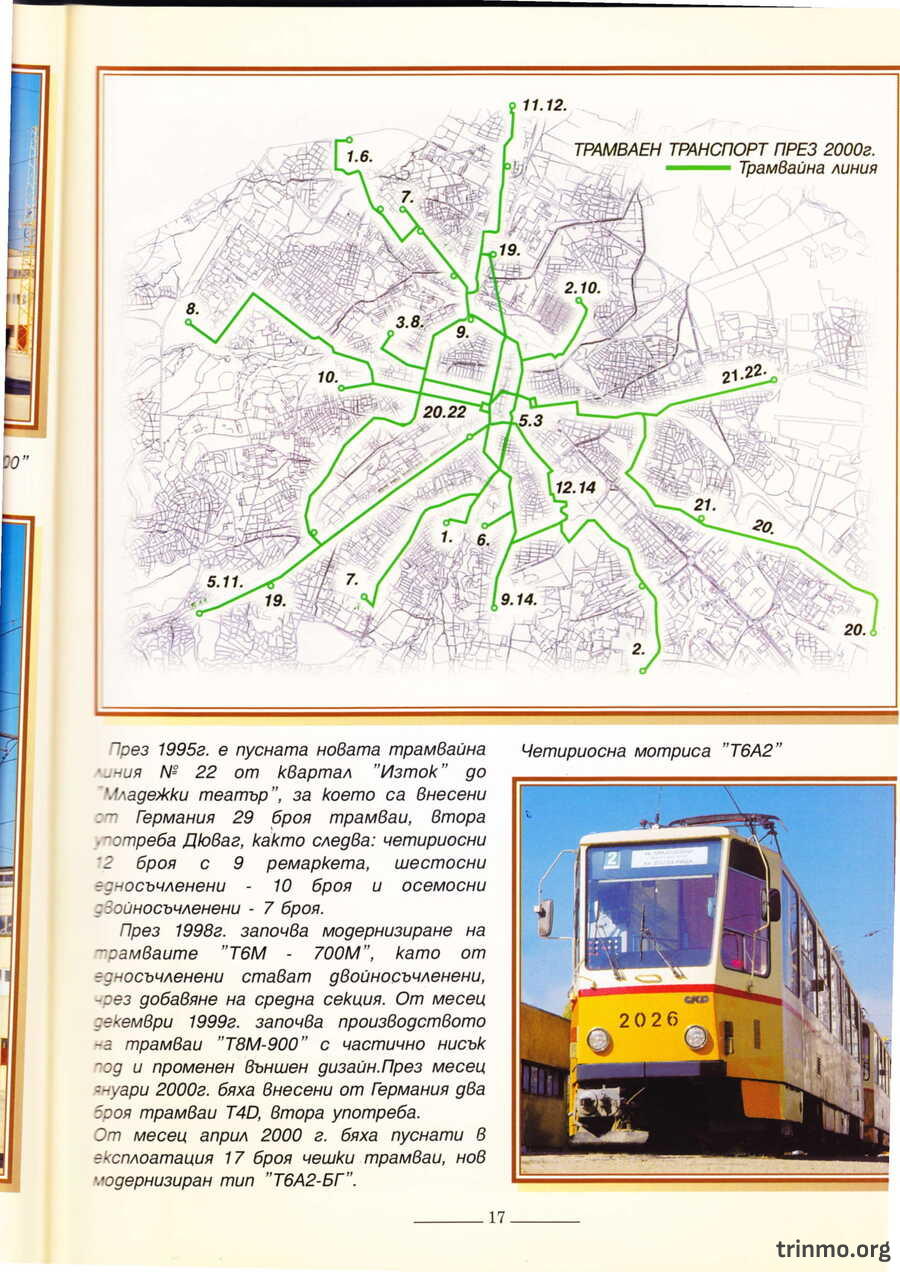 оо"
11.12.
1.6.
ТРАМВАЕН ТРАНСПОРТ ПРЕЗ 2000г.
Трамвайна линия
7.
19.
2.10.
8.
3.8.
9.
10.
21.22.
20.22
5.3
12.14
21.
20.
1.
6.
5.11.
19.
7.
9.14.
2.
20.
През 1995г. е пусната новата трамвайна
линия № 22 от квартал "Изток" до
"Младежки театър", за което са внесени
от Германия 29 броя трамваи, втора
употреба Дюваг, както следва: четириосни
12 броя с 9 ремаркета, шестосни
едносъчленени - 10 броя и осемосни
двойносъчленени - 7 броя.
През 1998г. започва модернизиране на
трамваите "Т6М - 700М", като от
едносъчленени стават двойносъчленени,
чрез добавяне на средна секция. От месец
декември 1999г. започва производството
на трамваи "Т8М-900" с частично нисък
под и променен външен дизайн.През месец
януари 2000г. бяха внесени от Германия два
броя трамваи Т4D, втора употреба.
От месец април 2000 г. бяха пуснати в
експлоатация 17 броя чешки трамваи, нов
модернизиран тип "Т6А2-БГ".
Четириосна мотриса "Т6А2"
2
ČKD
2026
17
trinmo.org